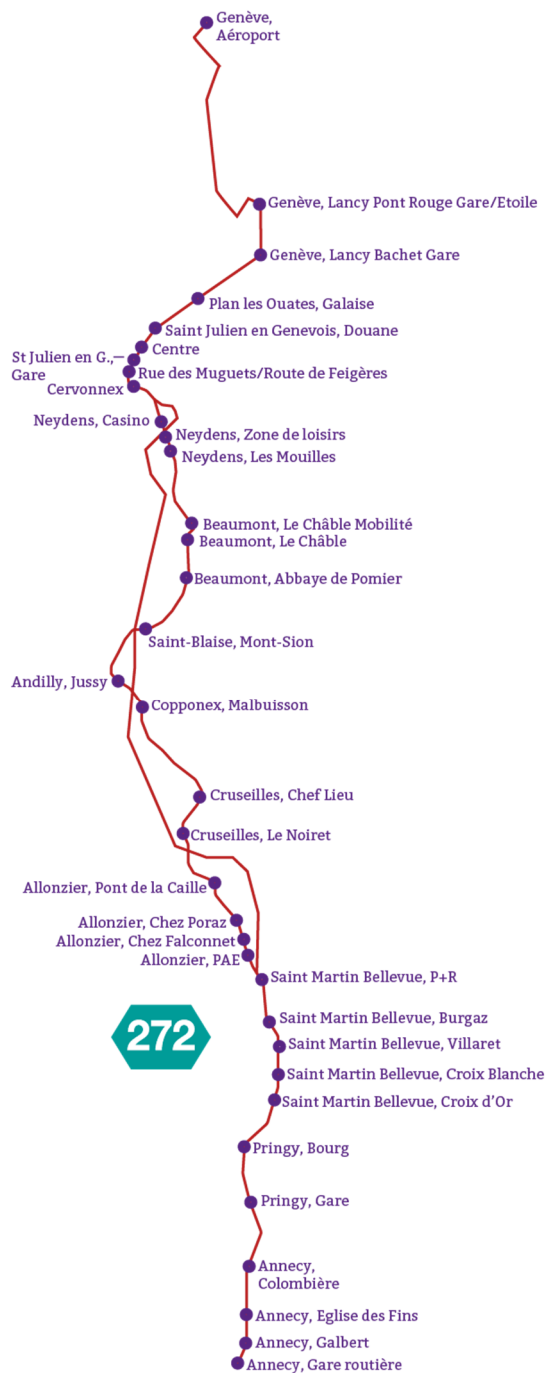 Genève,
Aéroport
Genève, Lancy Pont Rouge Gare/Etoile
Genève, Lancy Bachet Gare
Plan les Ouates, Galaise
Saint Julien en Genevois, Douane
Centre
St Julien en G.,—
Gare
Rue des Muguets/Route de Feigères
Cervonnex
Neydens, Casino
Neydens, Zone de loisirs
Neydens, Les Mouilles
Beaumont, Le Châble Mobilité
Beaumont, Le Châble
Beaumont, Abbaye de Pomier
Saint-Blaise, Mont-Sion
Andilly, Jussy
Copponex, Malbuisson
Cruseilles, Chef Lieu
Cruseilles, Le Noiret
Allonzier, Pont de la Caille
Allonzier, Chez Poraz
Allonzier, Chez Falconnet
Allonzier, PAE
Saint Martin Bellevue, P+R
272
Saint Martin Bellevue, Burgaz
Saint Martin Bellevue, Villaret
Saint Martin Bellevue, Croix Blanche
Saint Martin Bellevue, Croix d'Or
Pringy, Bourg
Pringy, Gare
Annecy,
Colombière
Annecy, Eglise des Fins
Annecy, Galbert
Annecy, Gare routière